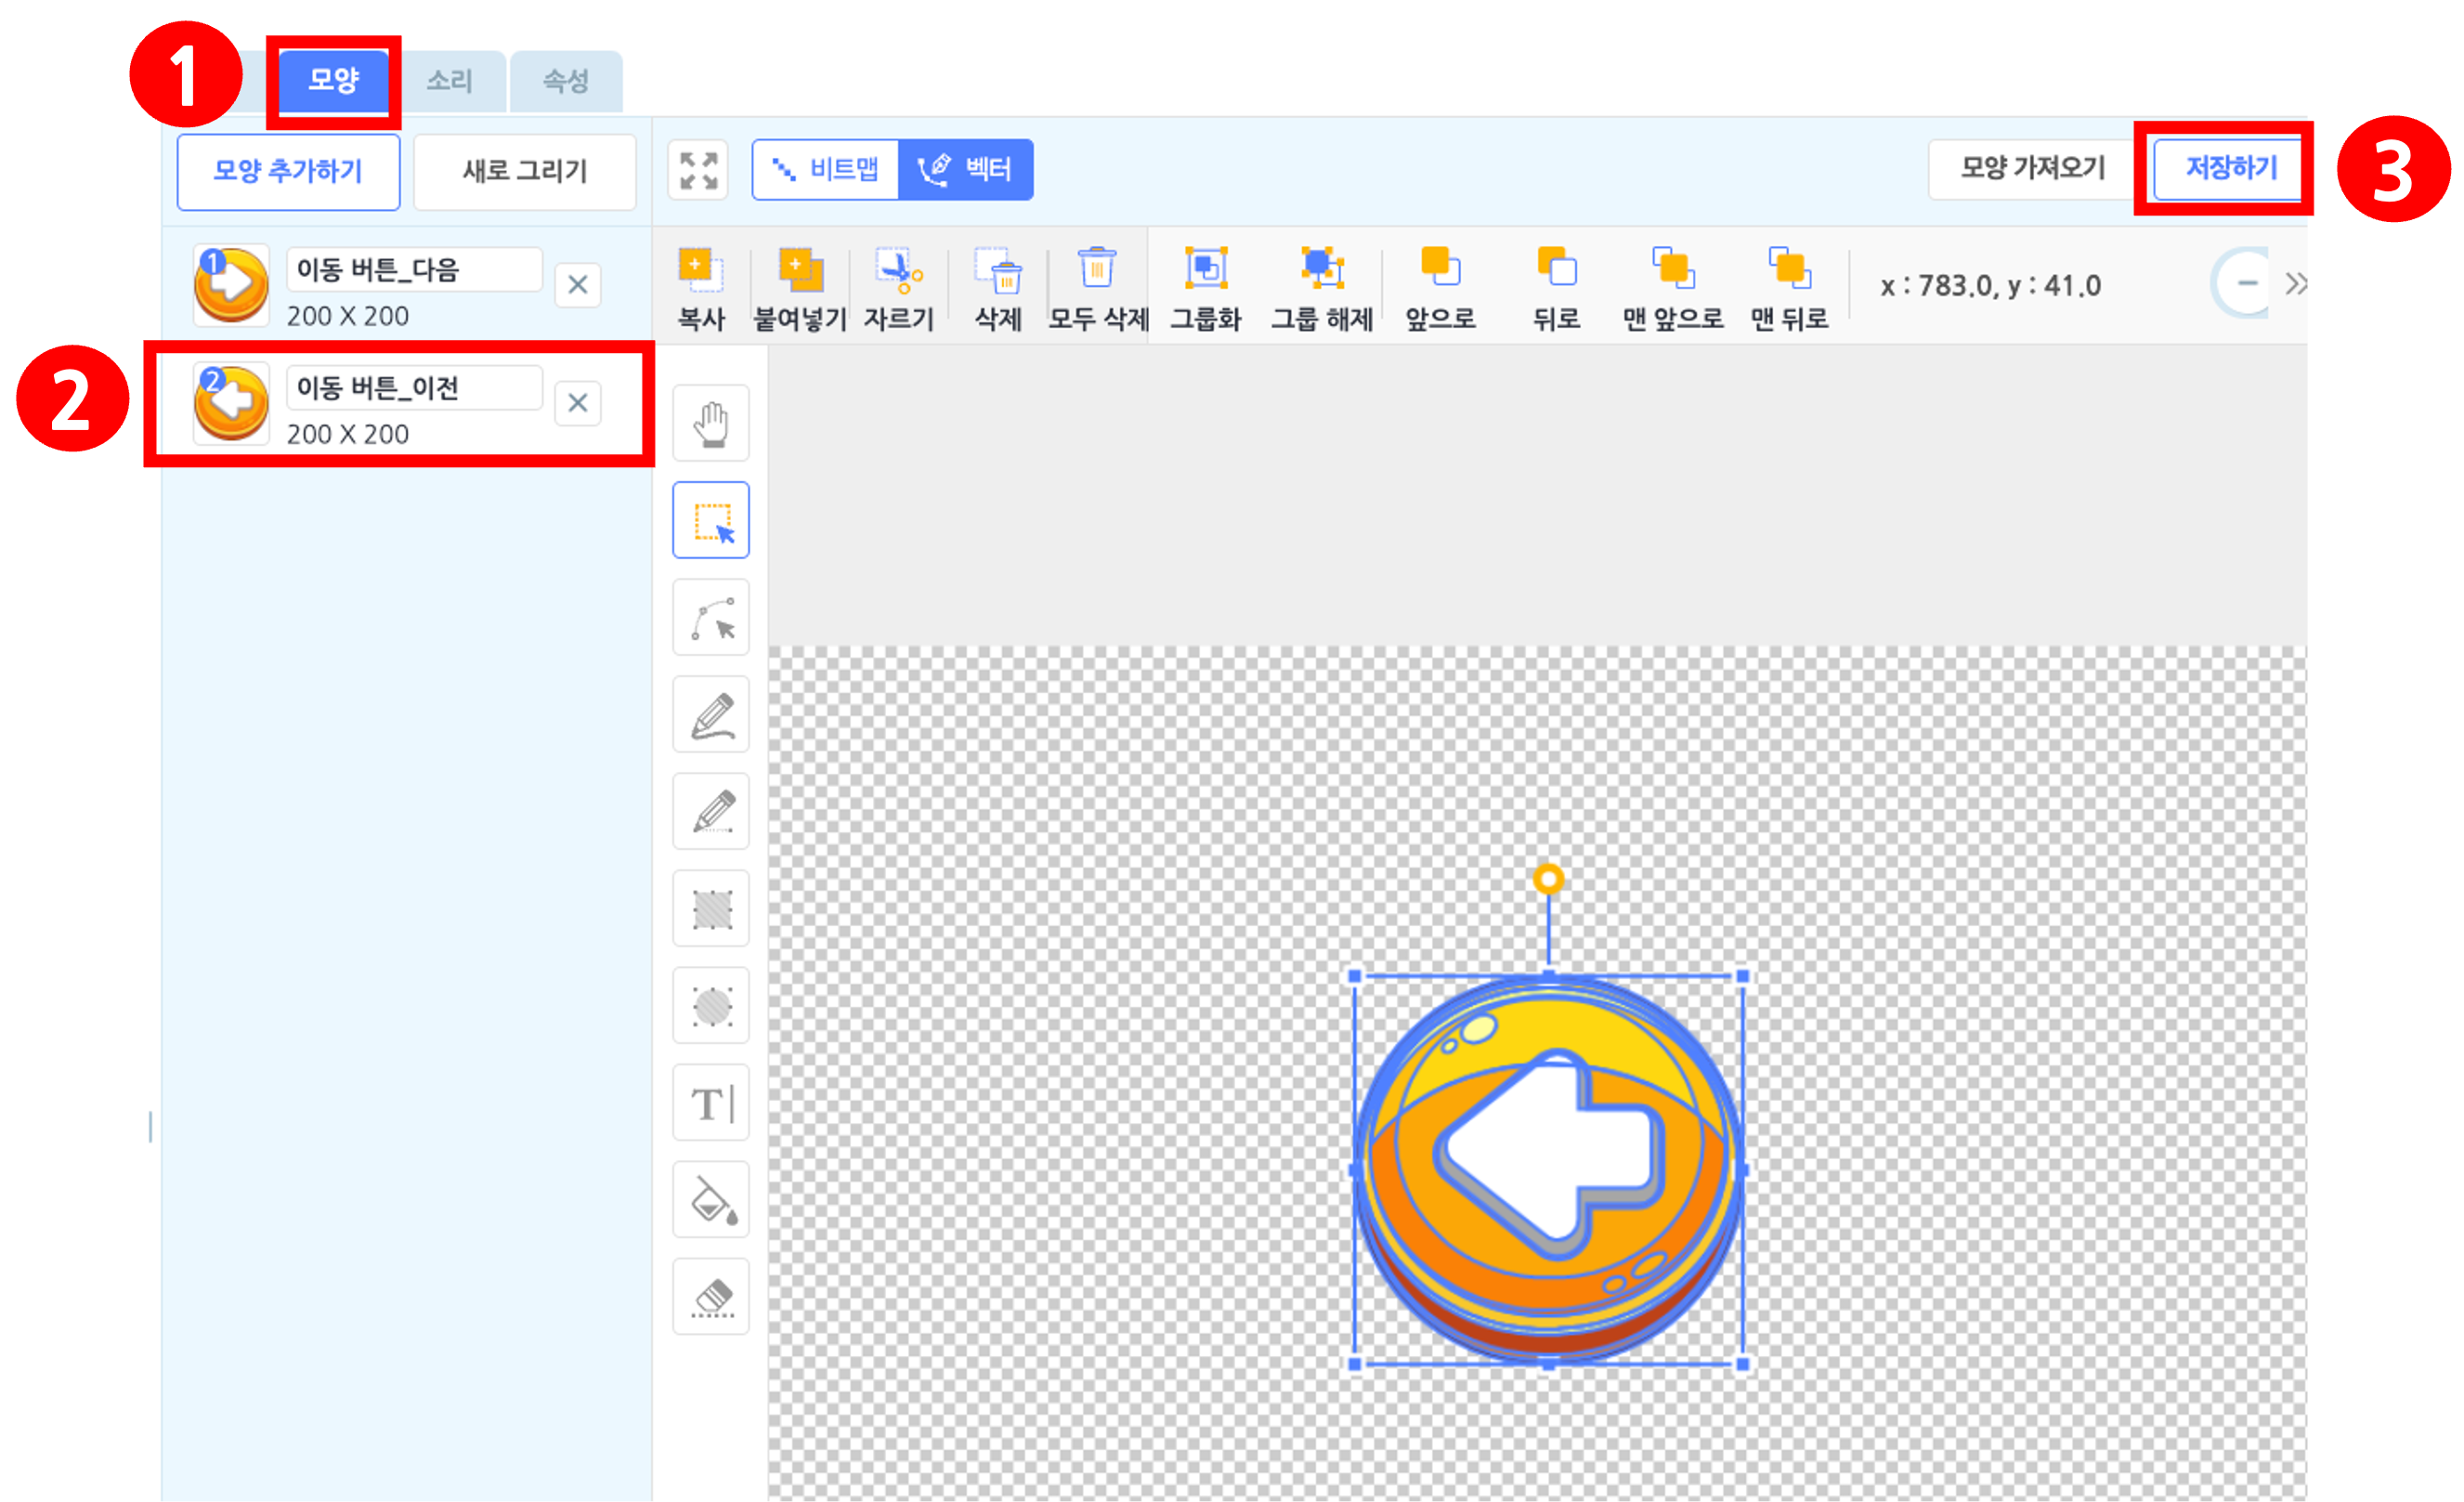 1
모양
소리
속성
모양 추가하기
새로 그리기
비트맵
벡터
모양 가져오기
저장하기
3
1
이동 버튼_다음
200 X 200
복사
붙여넣기
자르기
삭제
모두 삭제
그룹화
그룹 해제
앞으로
뒤로
맨 앞으로
맨 뒤로
x : 783.0, y : 41.0
2
2
이동 버튼_이전
200 X 200
T